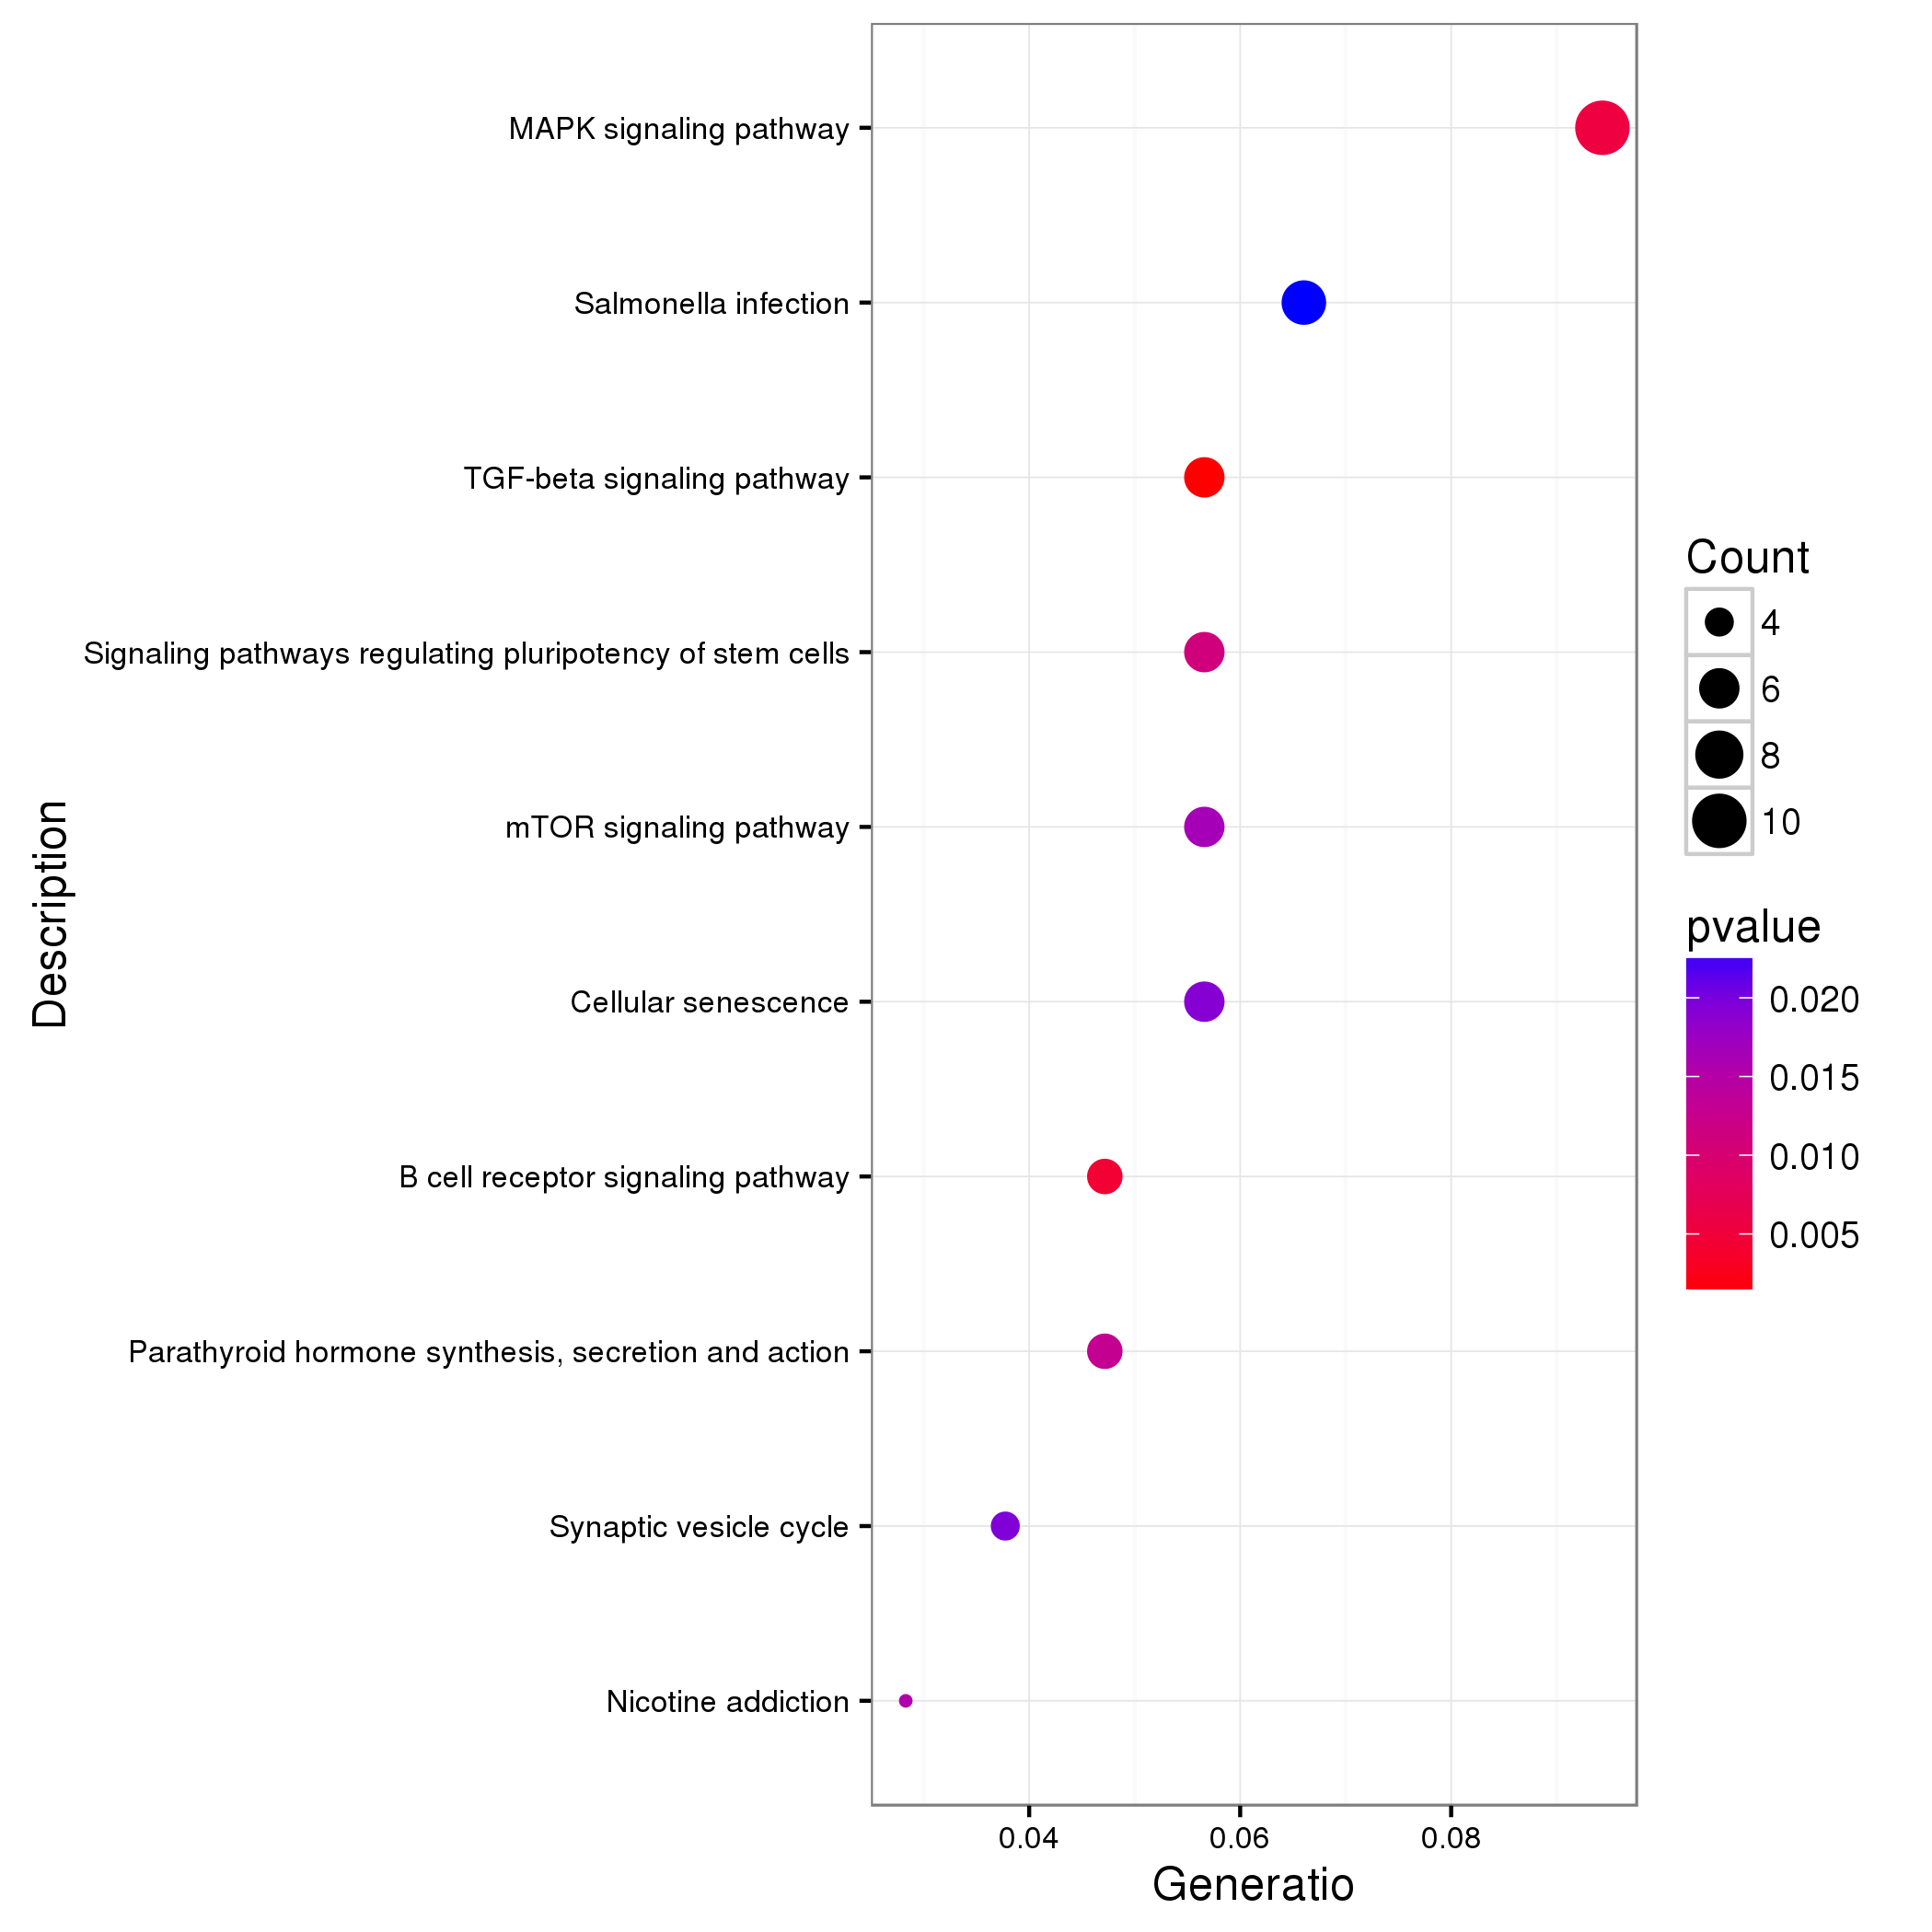 MAPK signaling pathway
Salmonella infection
TGF-beta signaling pathway
Signaling pathways regulating pluripotency of stem cells
mTOR signaling pathway
Cellular senescence
B cell receptor signaling pathway
Parathyroid hormone synthesis, secretion and action
Synaptic vesicle cycle
Nicotine addiction
Description
0.04 0.06 0.08
Generatio
Count
4
6
8
10
pvalue
0.020
0.015
0.010
0.005